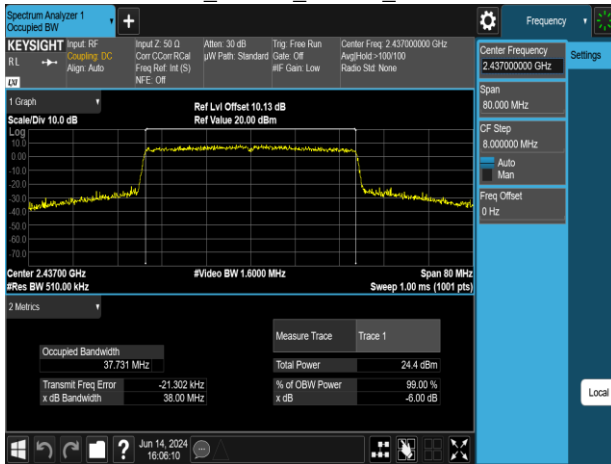 Spectrum Analyzer 1
Occupied BW
Frequency
KEYSIGHT
RL
LXI
Input: RF
Coupling: DC
Align: Auto
Input Z: 50 Ω
Corr CCorr RCal
Freq Ref: Int (S)
NFE: Off
Atten: 30 dB
µW Path: Standard
Trig: Free Run
Gate: Off
#IF Gain: Low
Center Freq: 2.437000000 GHz
Avg|Hold:>100/100
Radio Std: None
Center Frequency
2.437000000 GHz
Settings
Span
80.000 MHz
CF Step
8.000000 MHz
Auto
Man
Freq Offset
0 Hz
1 Graph
Scale/Div 10.0 dB
Ref Lvl Offset 10.13 dB
Ref Value 20.00 dBm
Log
10.0
0.00
-10.0
-20.0
-30.0
-40.0
-50.0
-60.0
-70.0
Center 2.43700 GHz
#Res BW 510.00 kHz
#Video BW 1.6000 MHz
Span 80 MHz
Sweep 1.00 ms (1001 pts)
2 Metrics
Measure Trace Trace 1
Occupied Bandwidth
37.731 MHz
Total Power 24.4 dBm
Transmit Freq Error -21.302 kHz
% of OBW Power 99.00 %
x dB Bandwidth 38.00 MHz
x dB -6.00 dB
Local
?
Jun 14, 2024
16:06:10